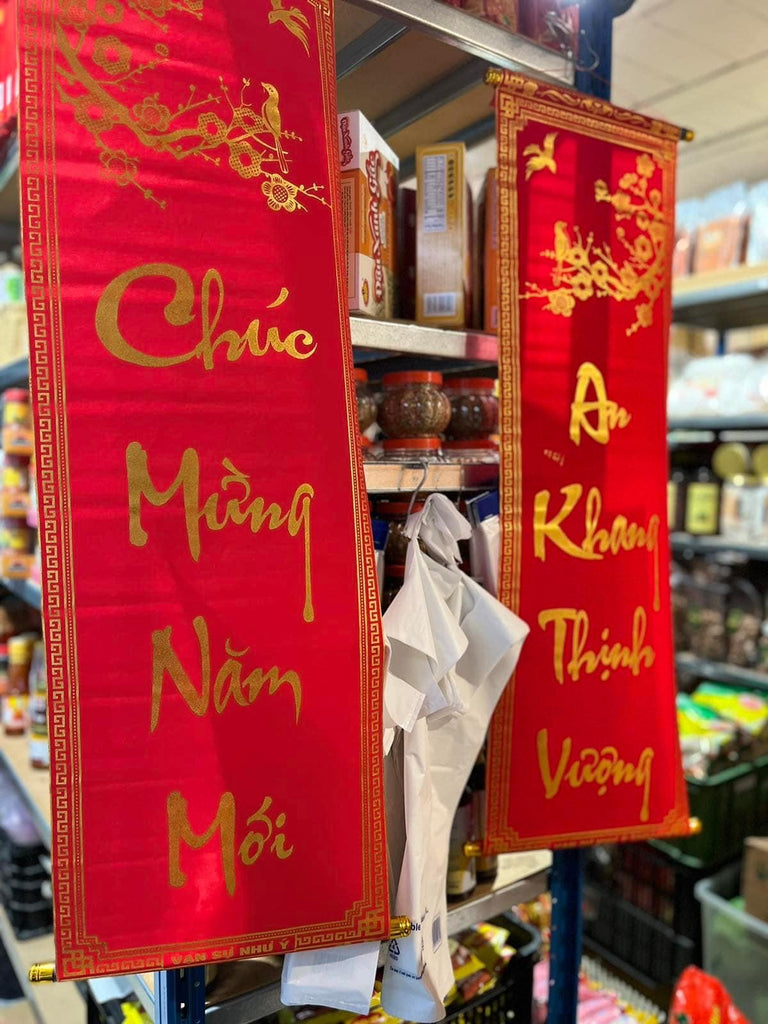 Chúc
Mừng
Năm
Mới
VẠN SỰ NHƯ Ý
An
Khang
Thịnh
Vượng